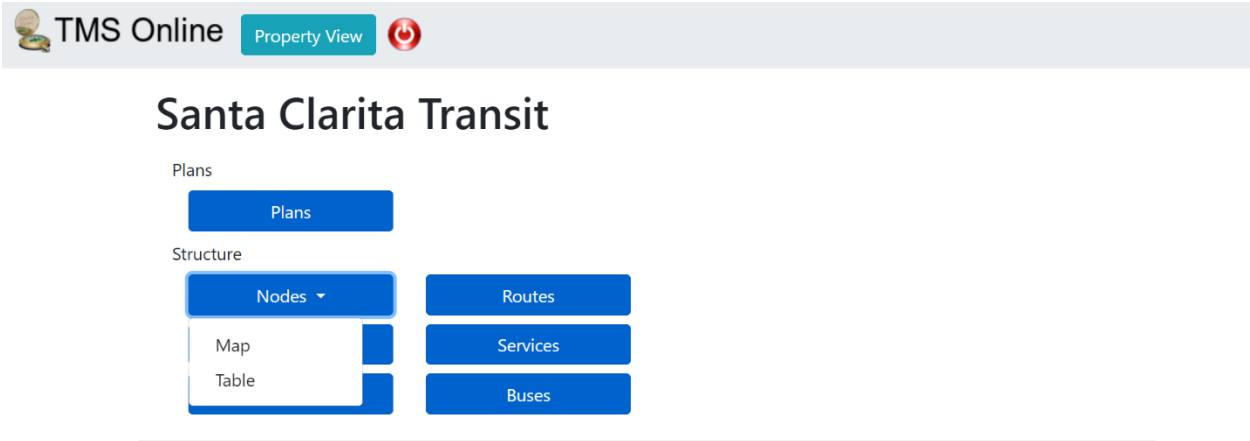 TMS Online Property View
Santa Clarita Transit
Plans
Plans
Structure
Nodes Routes
Map Services
Table Buses